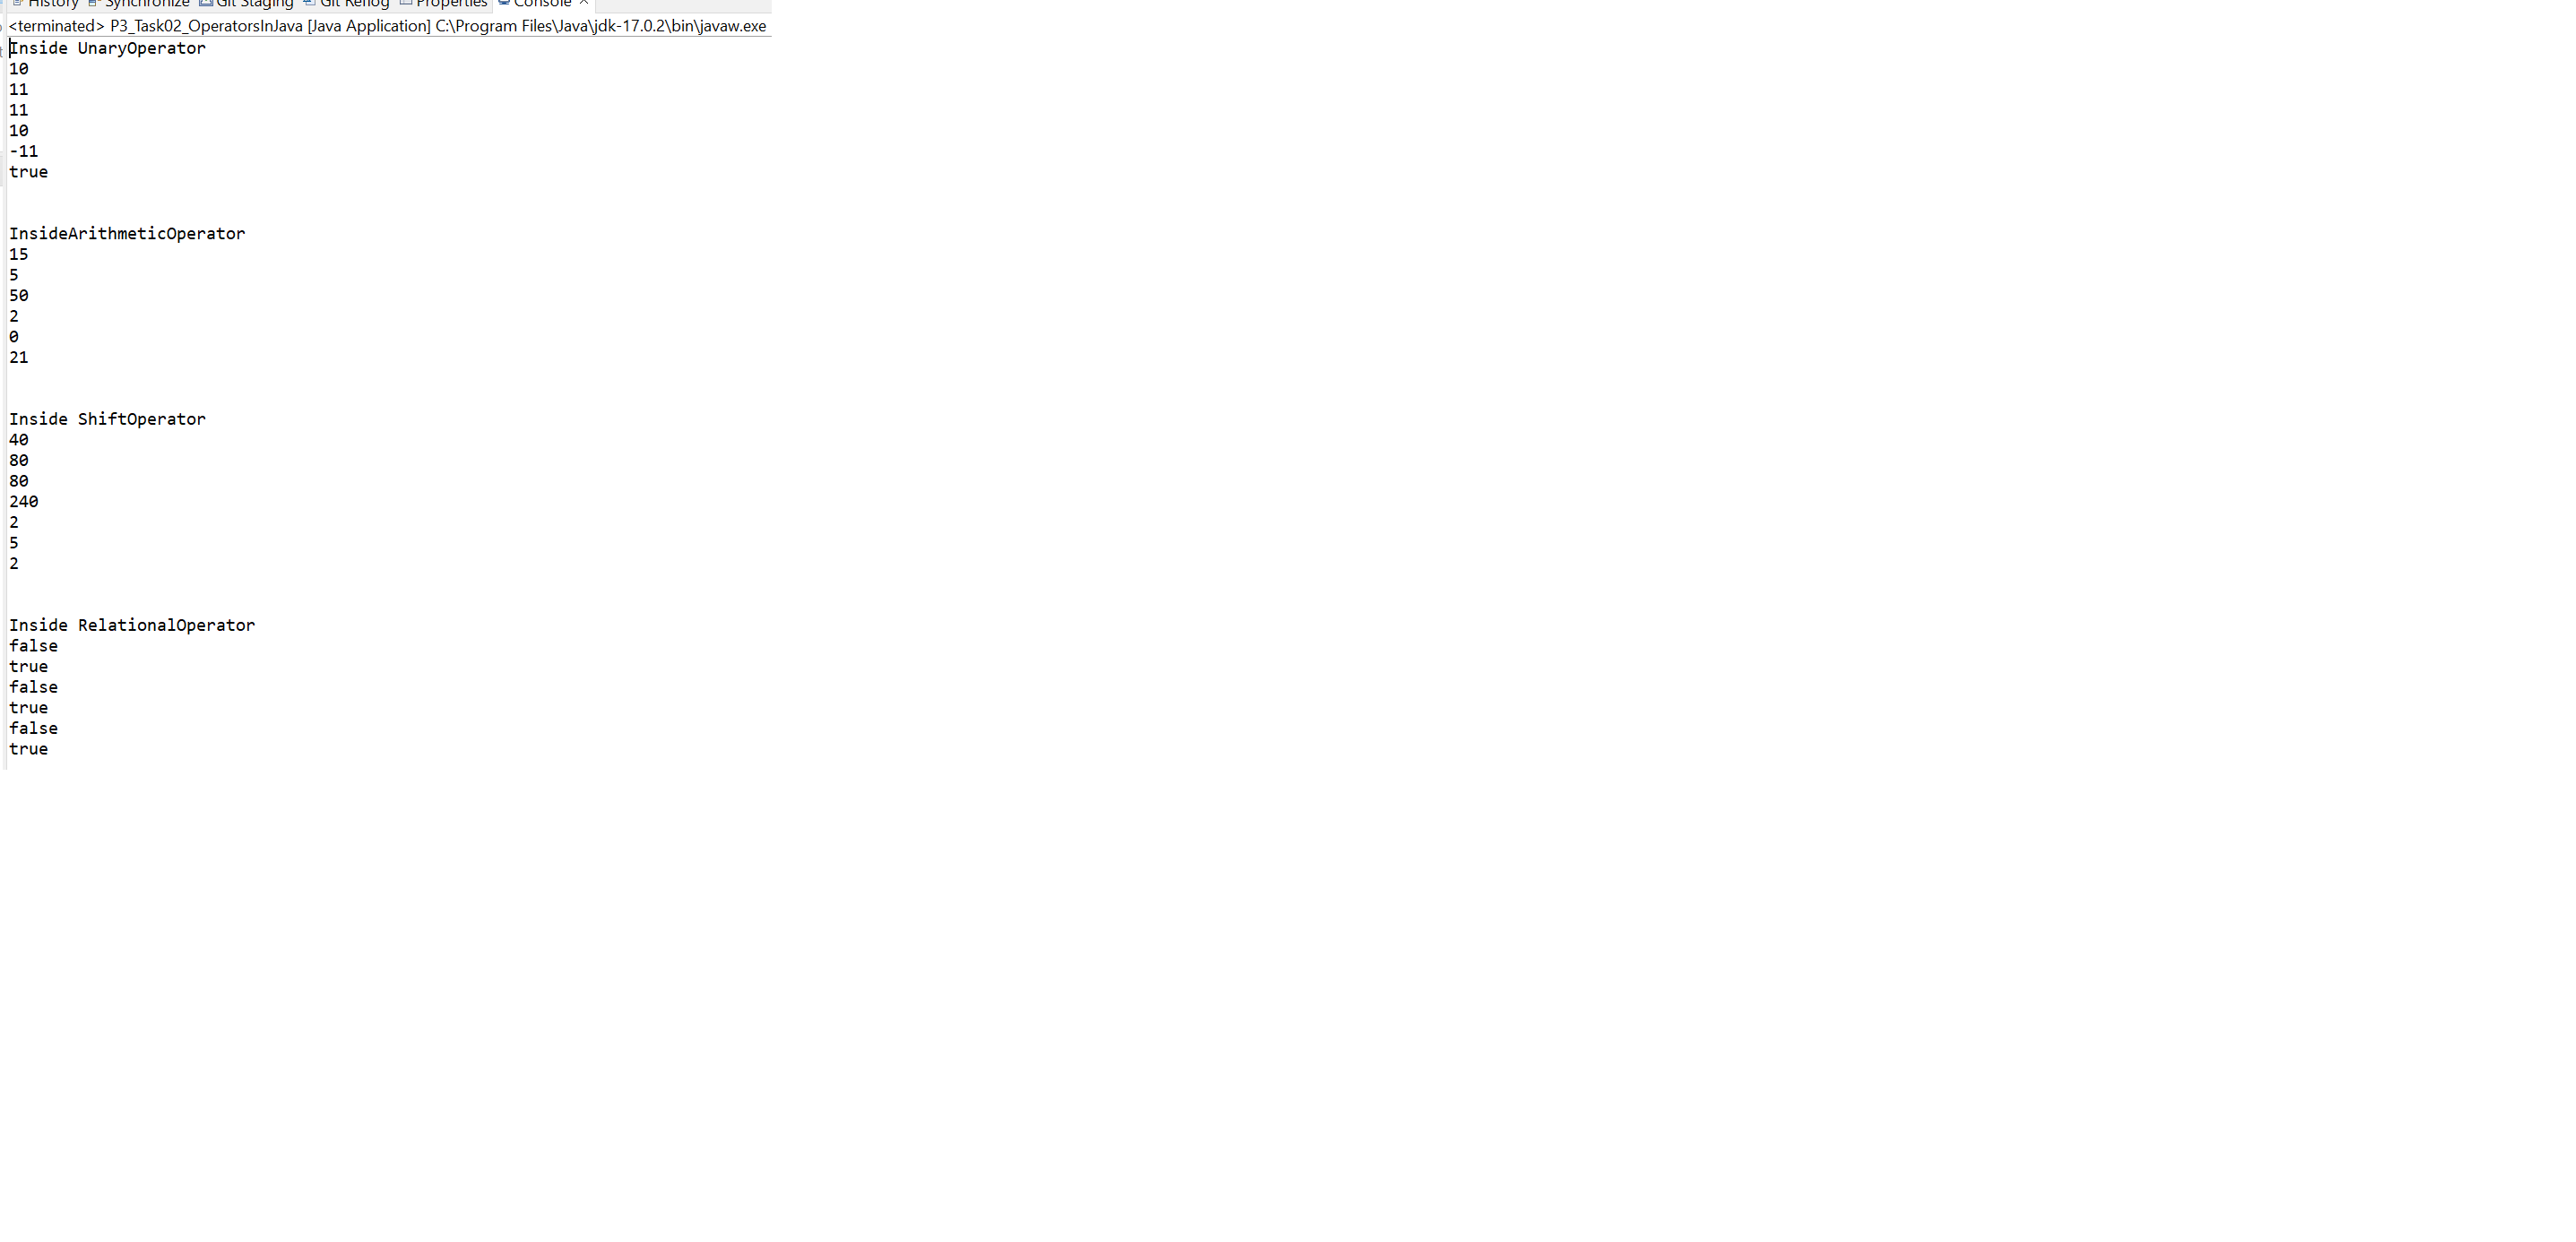 History Synchronize Git Staging Git Reflog Properties Console
<terminated> P3_Task02_OperatorsInJava [Java Application] C:\Program Files\Java\jdk-17.0.2\bin\javaw.exe
Inside UnaryOperator
10
11
11
10
-11
true
InsideArithmeticOperator
15
5
50
2
0
21
Inside ShiftOperator
40
80
80
240
2
5
2
Inside RelationalOperator
false
true
false
true
false
true